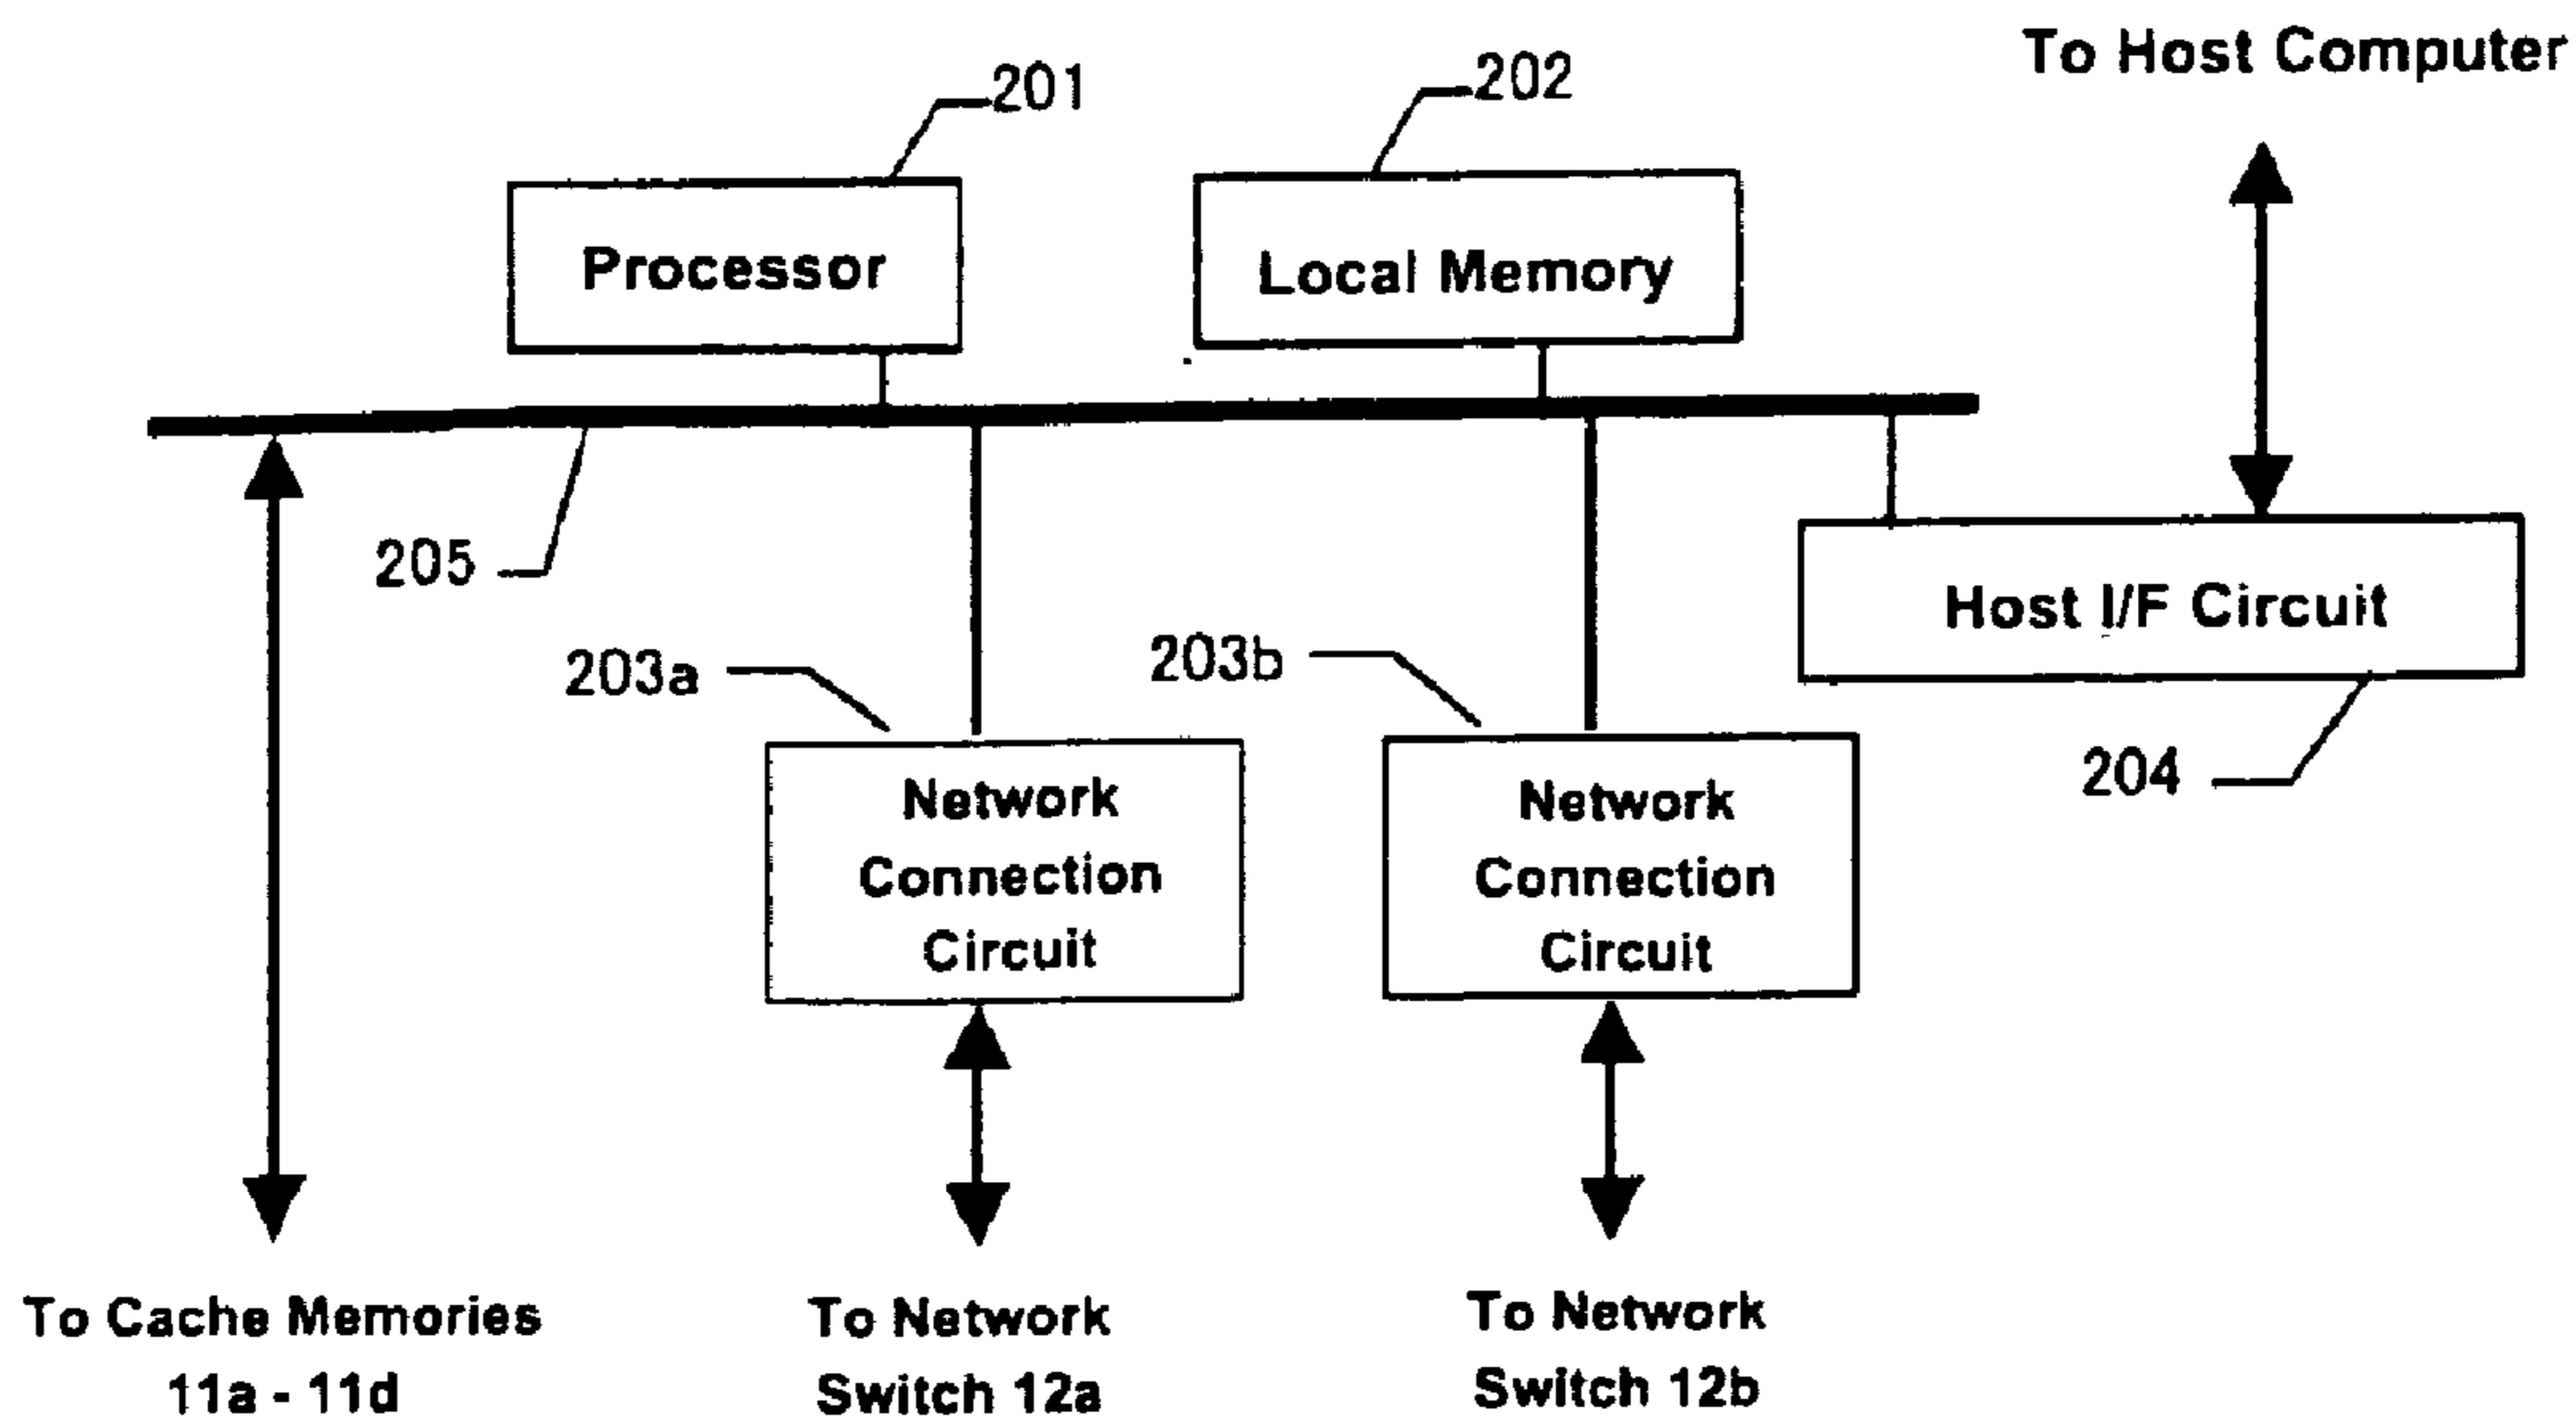 To Host Computer
201
202
Processor
Local Memory
205
Host I/F Circuit
203a
203b
204
Network
Connection
Circuit
Network
Connection
Circuit
To Cache Memories
11a - 11d
To Network
Switch 12a
To Network
Switch 12b